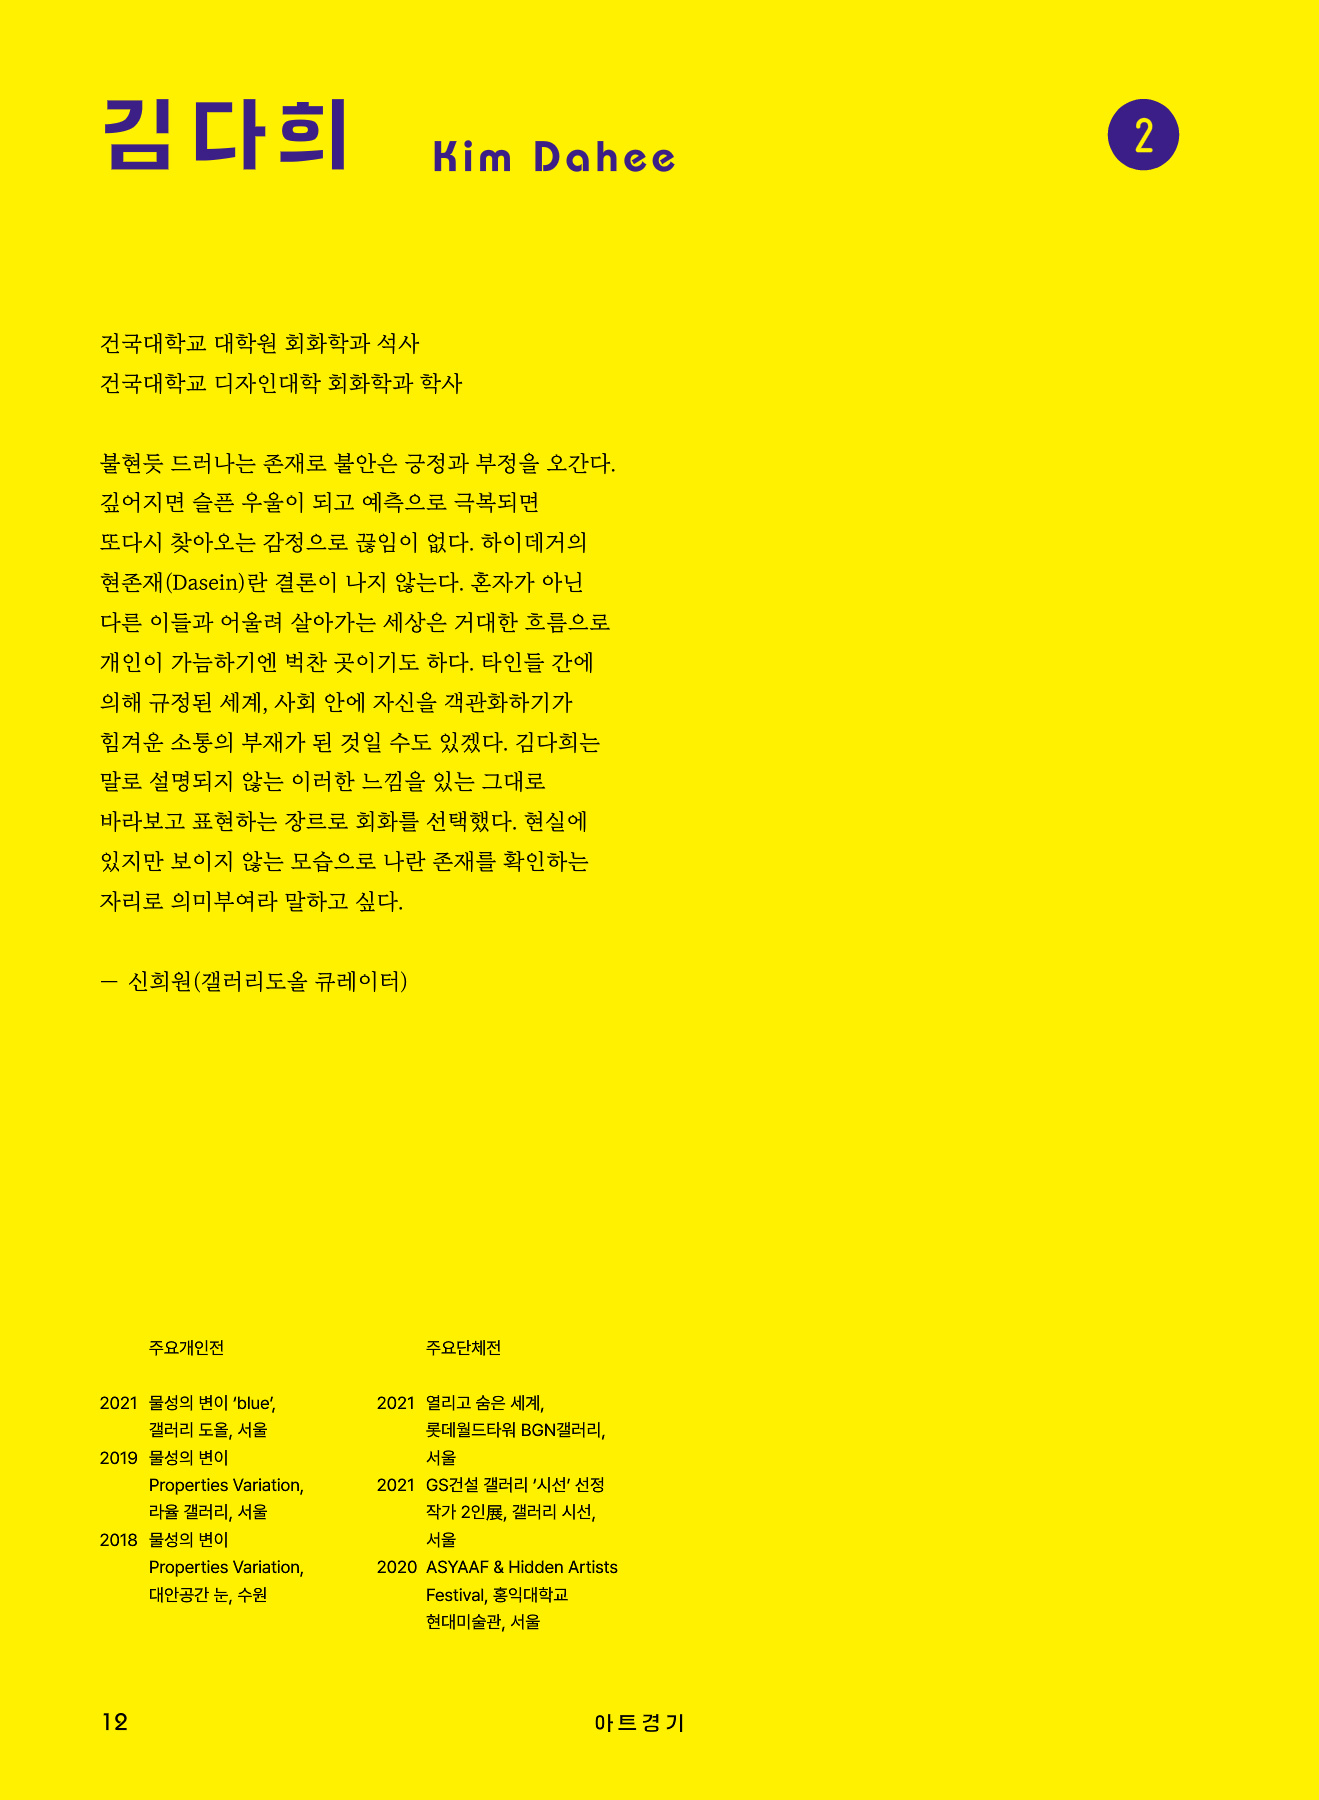 김다희 Kim Dahee
2
건국대학교 대학원 회화학과 석사
건국대학교 디자인대학 회화학과 학사
불현듯 드러나는 존재로 불안은 긍정과 부정을 오간다.
깊어지면 슬픈 우울이 되고 예측으로 극복되면
또다시 찾아오는 감정으로 끊임이 없다. 하이데거의
현존재(Dasein)란 결론이 나지 않는다. 혼자가 아닌
다른 이들과 어울려 살아가는 세상은 거대한 흐름으로
개인이 가늠하기엔 벅찬 곳이기도 하다. 타인들 간에
의해 규정된 세계, 사회 안에 자신을 객관화하기가
힘겨운 소통의 부재가 된 것일 수도 있겠다. 김다희는
말로 설명되지 않는 이러한 느낌을 있는 그대로
바라보고 표현하는 장르로 회화를 선택했다. 현실에
있지만 보이지 않는 모습으로 나란 존재를 확인하는
자리로 의미부여라 말하고 싶다.
— 신희원(갤러리도올 큐레이터)
주요개인전
2021 물성의 변이 ‘blue’,
갤러리 도올, 서울
2019 물성의 변이
Properties Variation,
라율 갤러리, 서울
2018 물성의 변이
Properties Variation,
대안공간 눈, 수원
주요단체전
2021 열리고 숨은 세계,
롯데월드타워 BGN갤러리,
서울
2021 GS건설 갤러리 ‘시선’ 선정
작가 2인展, 갤러리 시선,
서울
2020 ASYAAF & Hidden Artists
Festival, 홍익대학교
현대미술관, 서울
12
아트경기